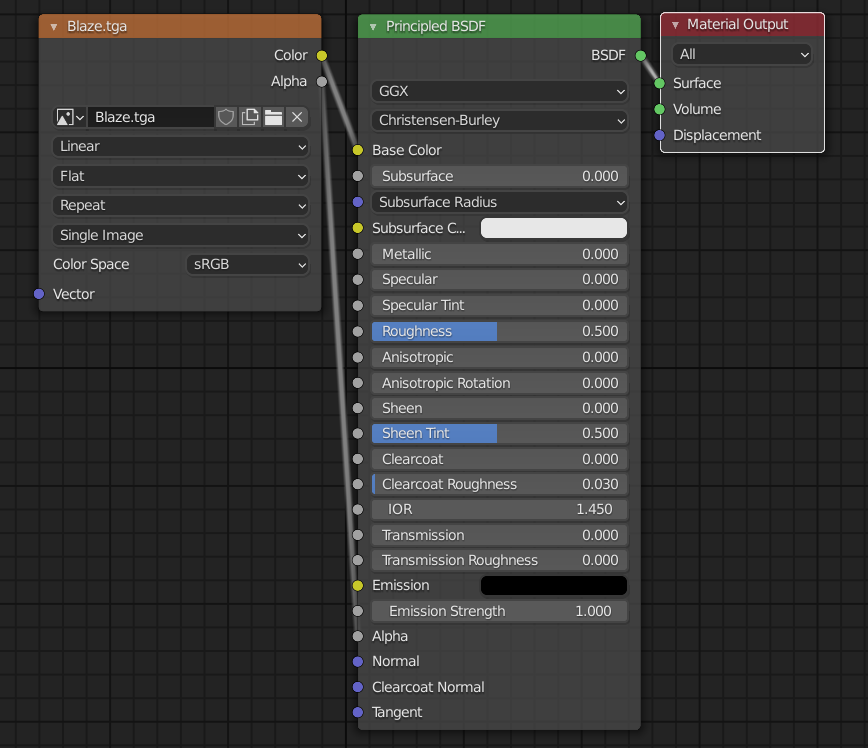 Blaze.tga
Color
Alpha
Blaze.tga
Linear
Flat
Repeat
Single Image
Color Space sRGB
Vector
Principled BSDF
BSDF
GGX
Christensen-Burley
Base Color
Subsurface 0.000
Subsurface Radius
Subsurface C...
Metallic 0.000
Specular 0.000
Specular Tint 0.000
Roughness 0.500
Anisotropic 0.000
Anisotropic Rotation 0.000
Sheen 0.000
Sheen Tint 0.500
Clearcoat 0.000
Clearcoat Roughness 0.030
IOR 1.450
Transmission 0.000
Transmission Roughness 0.000
Emission
Emission Strength 1.000
Alpha
Normal
Clearcoat Normal
Tangent
Material Output
All
Surface
Volume
Displacement